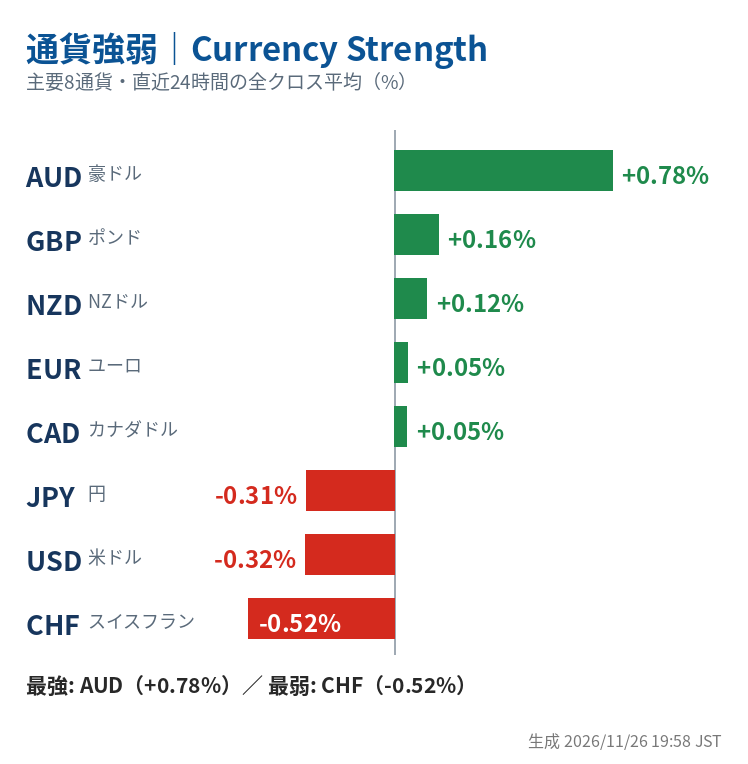 通貨強弱｜Currency Strength
主要8通貨・直近24時間の全クロス平均（%）
AUD 豪ドル +0.78%
GBP ポンド +0.16%
NZD NZドル +0.12%
EUR ユーロ +0.05%
CAD カナダドル +0.05%
JPY 円 -0.31%
USD 米ドル -0.32%
CHF スイスフラン -0.52%
最強: AUD（+0.78%）／ 最弱: CHF（-0.52%）
生成 2026/11/26 19:58 JST